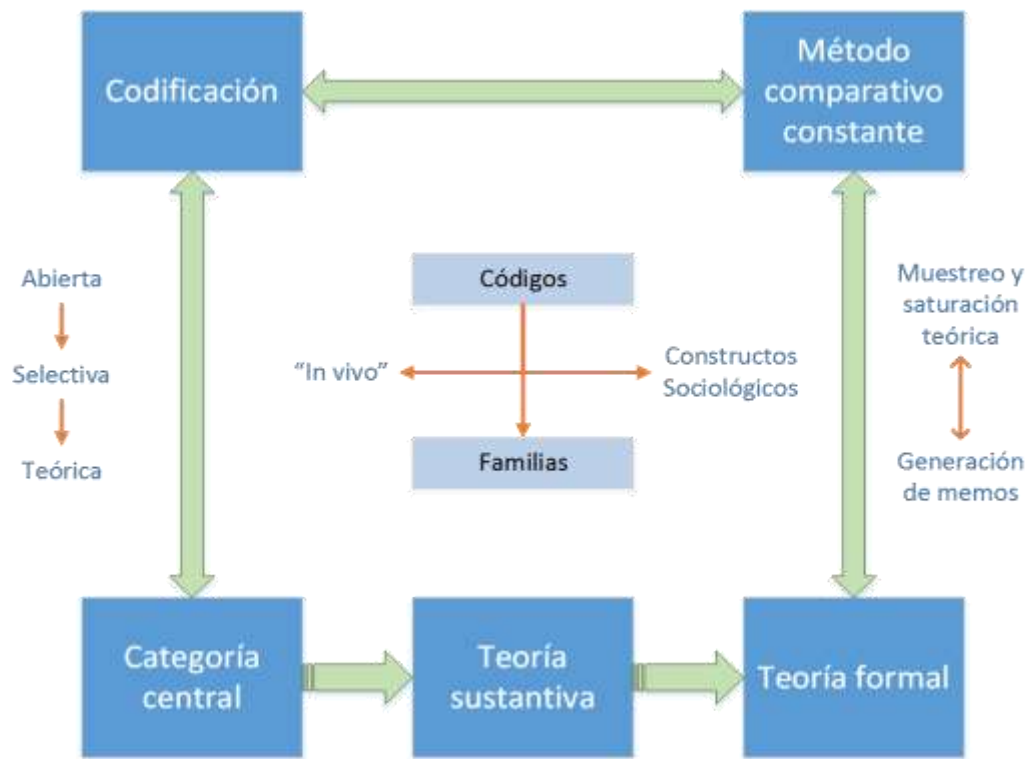 Codificación
Método
comparativo
constante
Abierta
Selectiva
Teórica
Códigos
“In vivo”
Constructos
Sociológicos
Familias
Muestreo y
saturación
teórica
Generación
de memos
Categoría
central
Teoría
sustantiva
Teoría formal